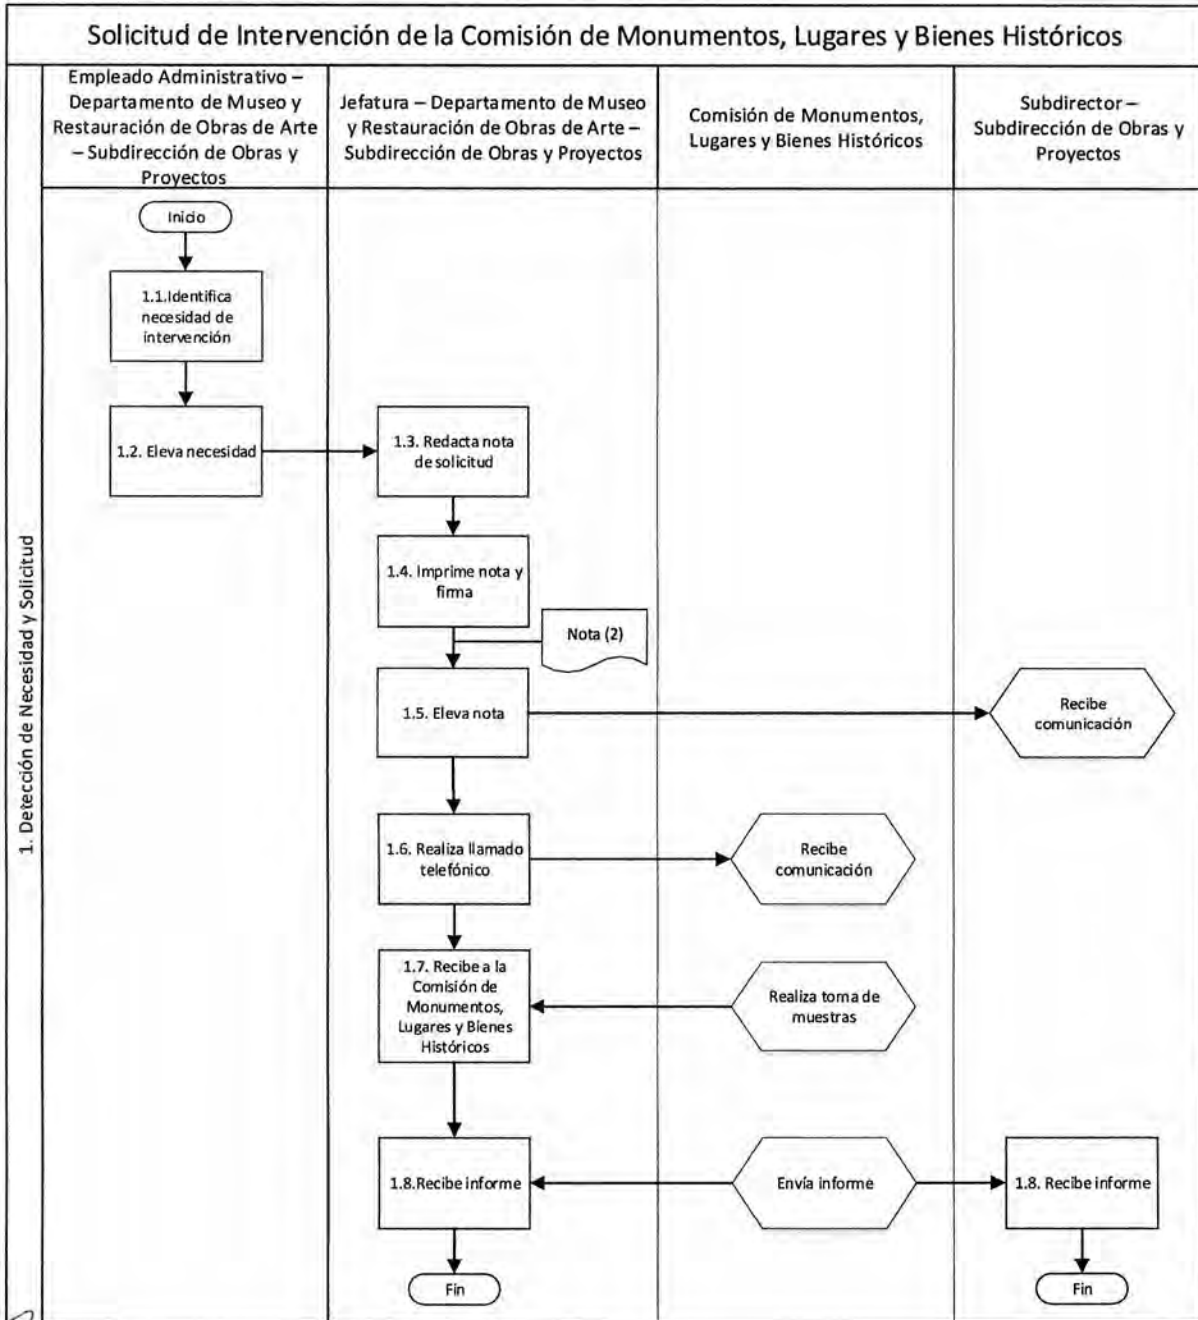 Solicitud de Intervención de la Comisión de Monumentos, Lugares y Bienes Históricos
Empleado Administrativo –
Departamento de Museo y
Restauración de Obras de Arte
– Subdirección de Obras y
Proyectos
Jefatura – Departamento de Museo
y Restauración de Obras de Arte –
Subdirección de Obras y Proyectos
Comisión de Monumentos,
Lugares y Bienes Históricos
Subdirector –
Subdirección de Obras y
Proyectos
1. Detección de Necesidad y Solicitud
Inicio
1.1.Identifica
necesidad de
intervención
1.2. Eleva necesidad
1.3. Redacta nota
de solicitud
1.4. Imprime nota y
firma
Nota (2)
1.5. Eleva nota
Recibe
comunicación
1.6. Realiza llamado
telefónico
Recibe
comunicación
1.7. Recibe a la
Comisión de
Monumentos,
Lugares y Bienes
Históricos
Realiza toma de
muestras
1.8.Recibe informe
Envía informe
1.8. Recibe informe
Fin
Fin